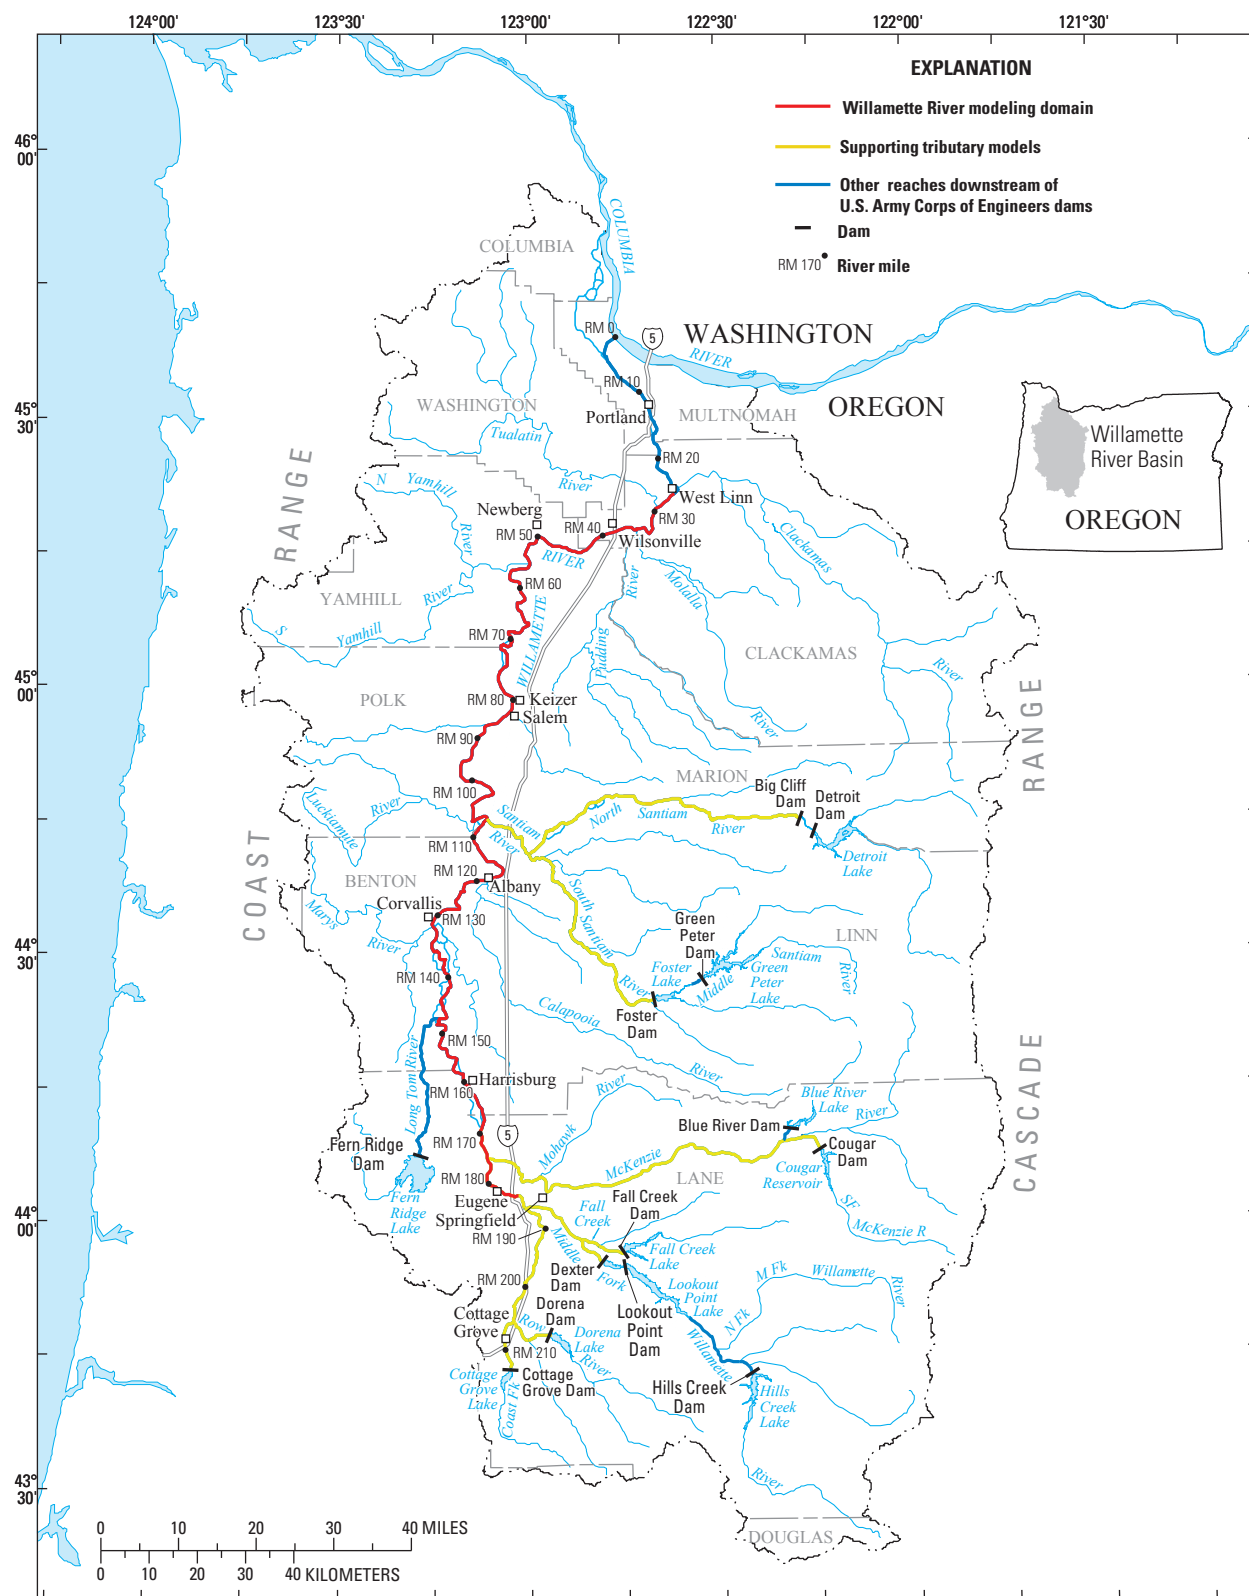 124°00'
123°30'
123°00'
122°30'
122°00'
121°30'
EXPLANATION
Willamette River modeling domain
Supporting tributary models
Other reaches downstream of
U.S. Army Corps of Engineers dams
Dam
RM 170 River mile
46°
00'
45°
30'
45°
00'
44°
30'
44°
00'
43°
30'
COLUMBIA
COLUMBIA
RIVER
WASHINGTON
OREGON
RM 0
5
RM 10
Portland
MULTNOMAH
WASHINGTON
Tualatin
River
RM 20
Willamette
River Basin
OREGON
West Linn
N Yamhill
River
Newberg
RM 50
RM 40
RM 30
Wilsonville
RIVER
Clackamas
River
RANGE
YAMHILL
River
S Yamhill
RM 60
WILLAMETTE
River
Molalla
River
Pudding
RM 70
CLACKAMAS
POLK
RM 80
Keizer
Salem
RM 90
RANGE
MARION
RM 100
Big Cliff
Dam
Detroit
Dam
Detroit
Lake
Luckiamute
River
Santiam
River
North
Santiam
River
RM 110
COAST
BENTON
RM 120
Albany
Corvallis
RM 130
Marys
River
South
Santiam
River
Green
Peter
Dam
LINN
Santiam
River
Middle
Green
Peter
Lake
Foster
Lake
Foster
Dam
RM 140
Calapooia
River
RM 150
Long Tom River
Harrisburg
RM 160
CASCADE
River
Mohawk
Blue River
Lake
River
Blue River Dam
Cougar
Dam
Cougar
Reservoir
SF
McKenzie R
RM 170
5
Fern Ridge
Dam
Fern
Ridge
Lake
McKenzie
LANE
RM 180
Eugene
Springfield
RM 190
Fall
Creek
Fall Creek
Dam
Fall Creek
Lake
Middle
Fork
Dexter
Dam
Lookout
Point
Lake
Lookout
Point
Dam
M Fk
Willamette
River
N Fk
RM 200
Cottage
Grove
Dorena
Dam
Row
Dorena
Lake
River
RM 210
Cottage
Grove
Lake
Cottage
Grove Dam
Coast Fk
Willamette
Hills Creek
Dam
Hills
Creek
Lake
River
DOUGLAS
0 10 20 30 40 MILES
0 10 20 30 40 KILOMETERS